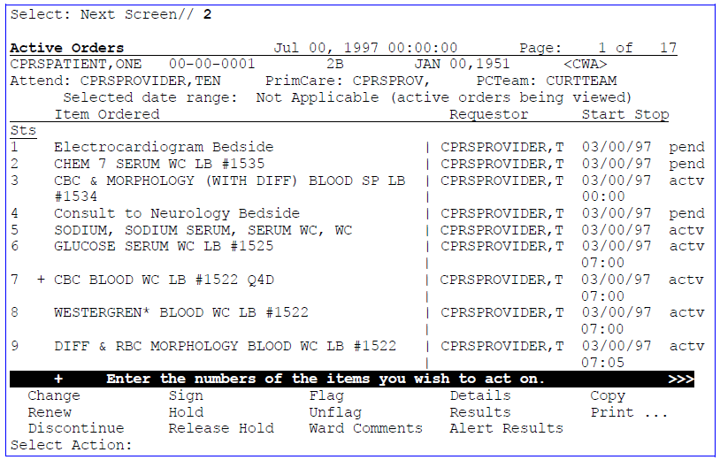 Select: Next Screen// 2
Active Orders Jul 00, 1997 00:00:00 Page: 1 of 17
CPRSPATIENT,ONE 00-00-0001 2B JAN 00,1951 <CWA>
Attend: CPRSPROVIDER,TEN PrimCare: CPRSPROV, PCTeam: CURTTEAM
Selected date range: Not Applicable (active orders being viewed)
Item Ordered Requestor Start Stop
Sts
1 Electrocardiogram Bedside | CPRSPROVIDER,T 03/00/97 pend
2 CHEM 7 SERUM WC LB #1535 | CPRSPROVIDER,T 03/00/97 pend
3 CBC & MORPHOLOGY (WITH DIFF) BLOOD SP LB | CPRSPROVIDER,T 03/00/97 actv
#1534 | 00:00
4 Consult to Neurology Bedside | CPRSPROVIDER,T 03/00/97 pend
5 SODIUM, SODIUM SERUM, SERUM WC, WC | CPRSPROVIDER,T 03/00/97 actv
6 GLUCOSE SERUM WC LB #1525 | CPRSPROVIDER,T 03/00/97 actv
| 07:00
7 + CBC BLOOD WC LB #1522 Q4D | CPRSPROVIDER,T 03/00/97 actv
| 07:00
8 WESTERGREN* BLOOD WC LB #1522 | CPRSPROVIDER,T 03/00/97 actv
| 07:00
9 DIFF & RBC MORPHOLOGY BLOOD WC LB #1522 | CPRSPROVIDER,T 03/00/97 actv
| 07:05
+ Enter the numbers of the items you wish to act on. >>>
Change Sign Flag Details Copy
Renew Hold Unflag Results Print ...
Discontinue Release Hold Ward Comments Alert Results
Select Action: